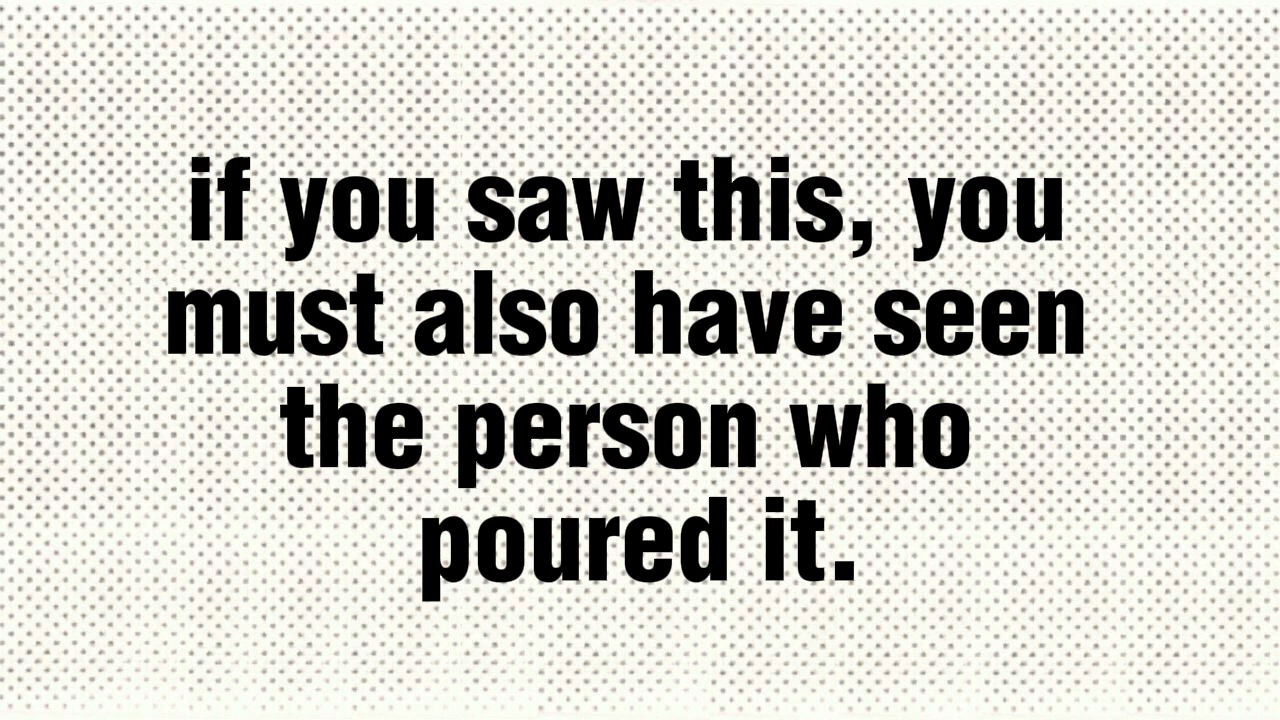 if you saw this, you
must also have seen
the person who
poured it.